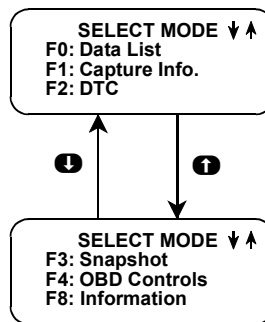 SELECT MODE
F0: Data List
F1: Capture Info.
F2: DTC
SELECT MODE
F3: Snapshot
F4: OBD Controls
F8: Information